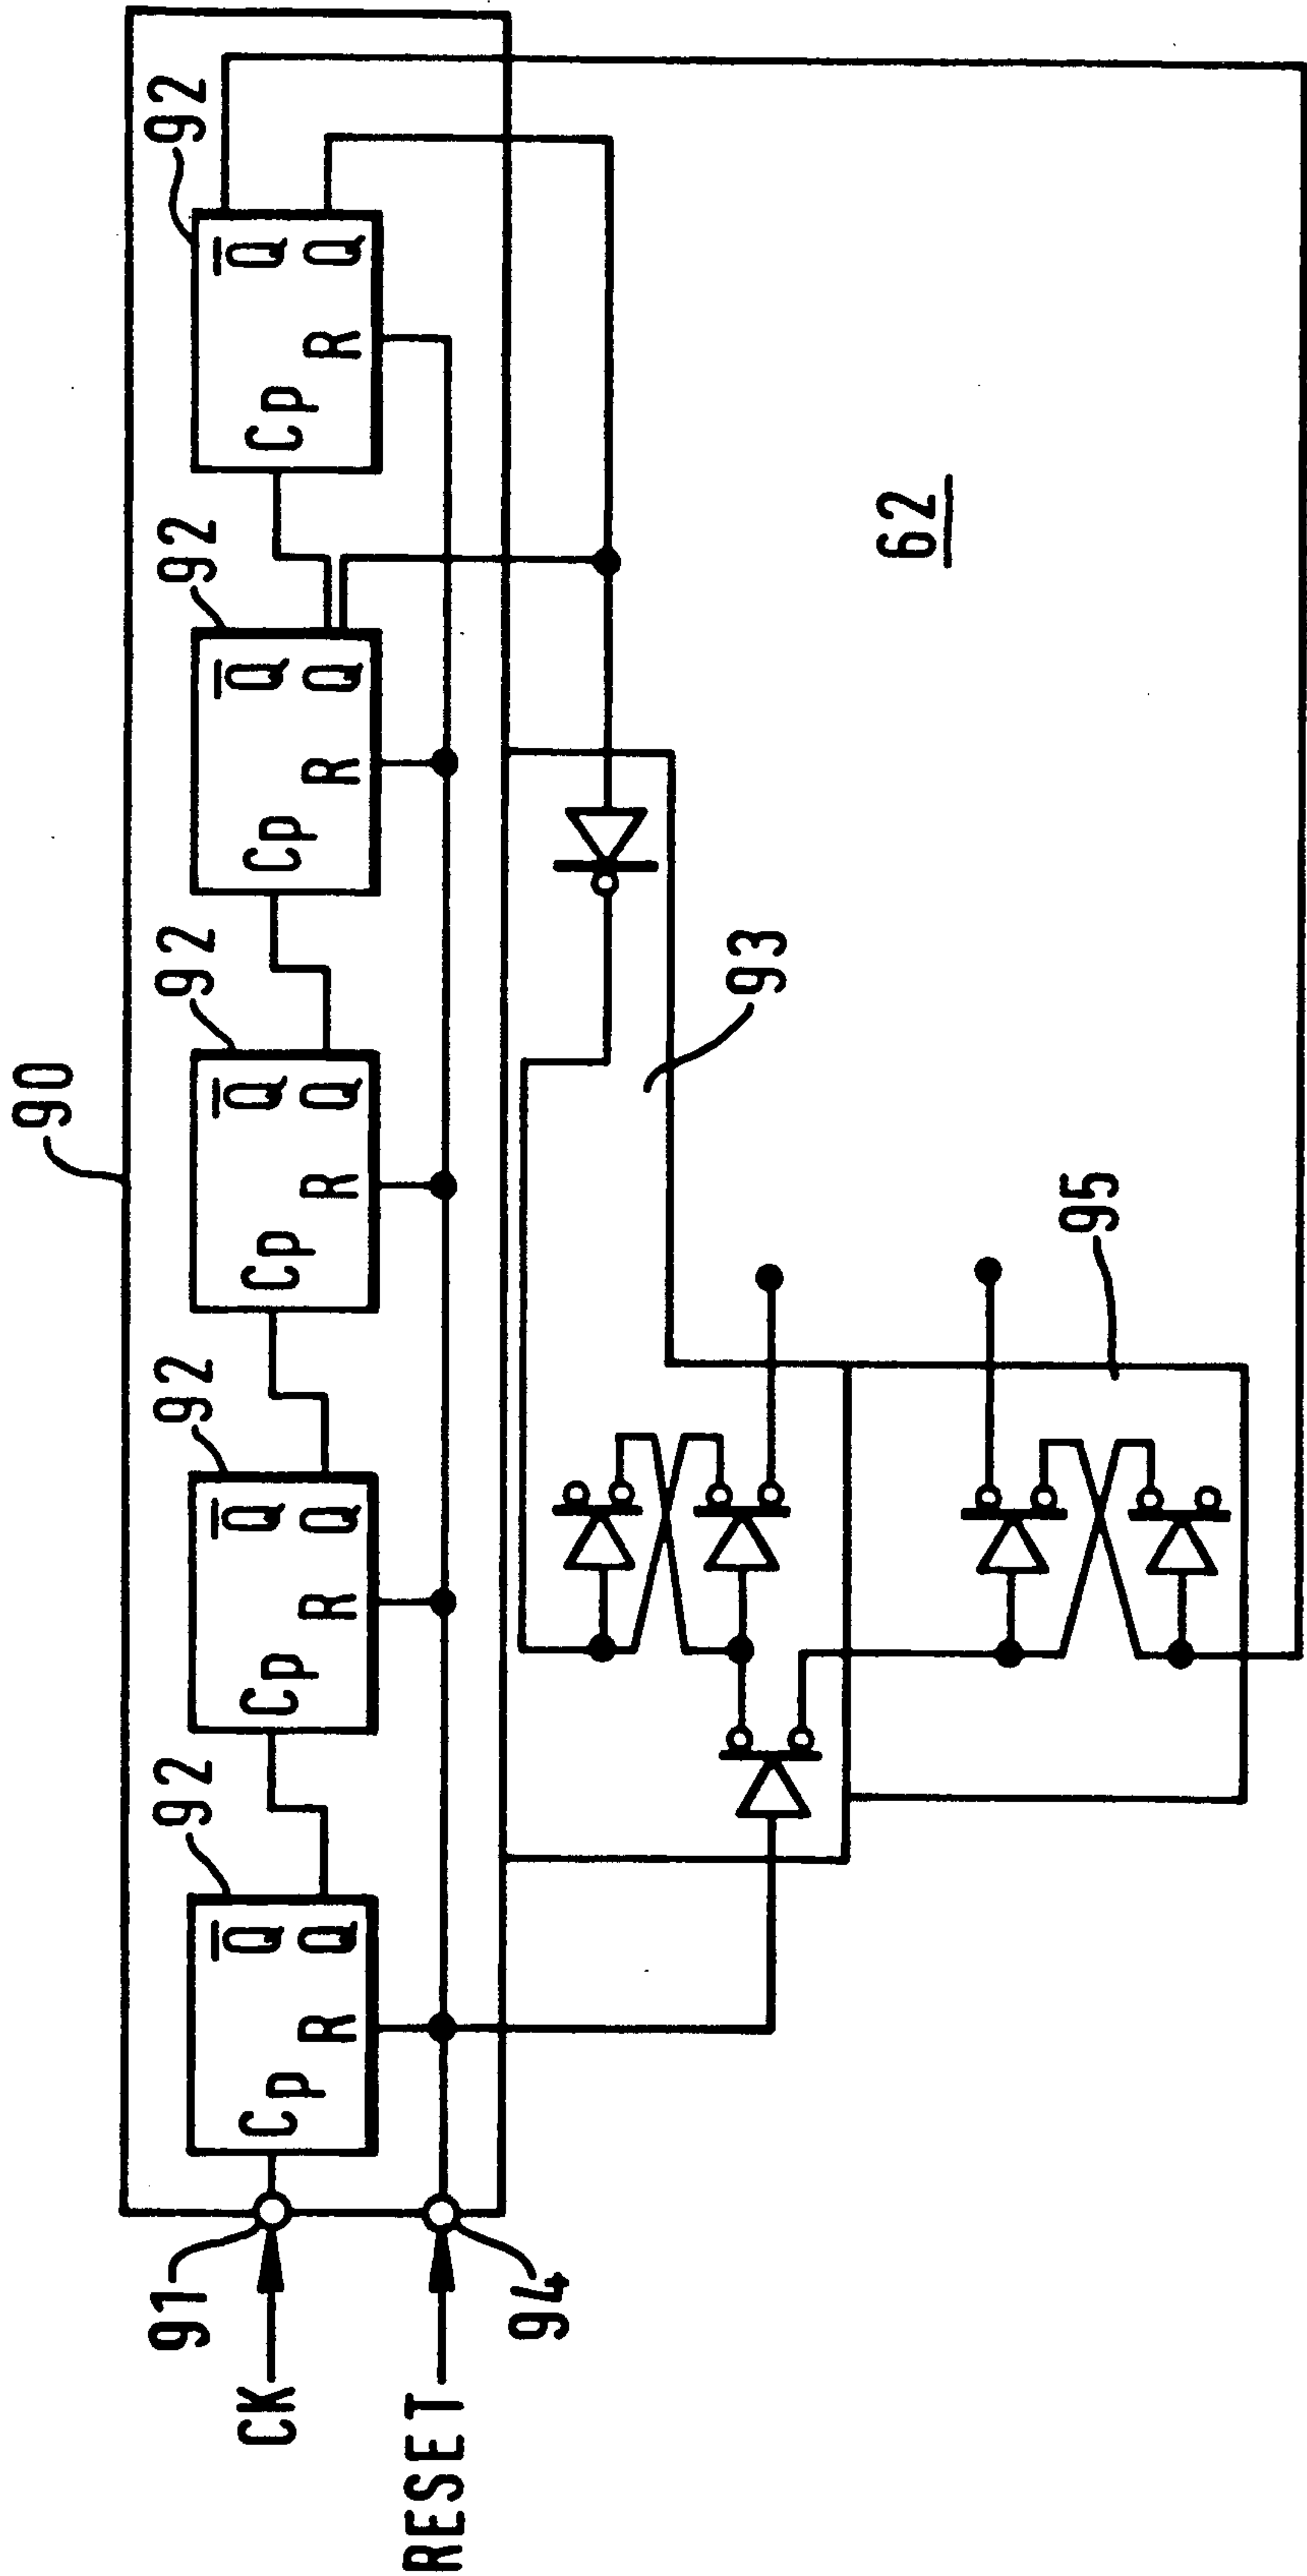 90
92 92 92 92 92
Cp Q̅ Cp Q̅ Cp Q̅ Cp Q̅ Cp Q̅
R Q R Q R Q R Q R Q
91
CK
RESET
94
93
95
62